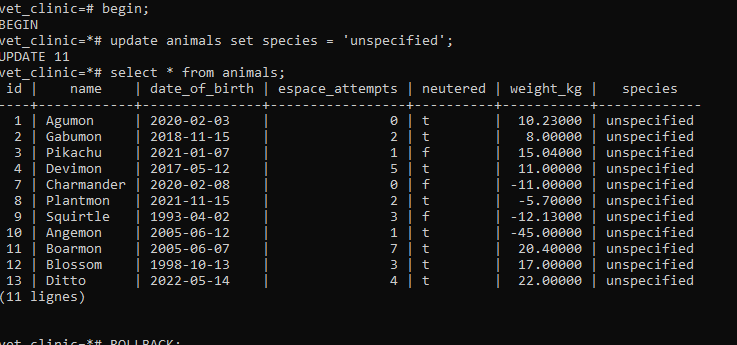 vet_clinic=# begin;
BEGIN
vet_clinic=*# update animals set species = 'unspecified';
UPDATE 11
vet_clinic=*# select * from animals;
 id |    name    | date_of_birth | espace_attempts | neutered | weight_kg |   species
----+------------+---------------+-----------------+----------+-----------+-------------
  1 | Agumon     | 2020-02-03    |               0 | t        |  10.23000 | unspecified
  2 | Gabumon    | 2018-11-15    |               2 | t        |   8.00000 | unspecified
  3 | Pikachu    | 2021-01-07    |               1 | f        |  15.04000 | unspecified
  4 | Devimon    | 2017-05-12    |               5 | t        |  11.00000 | unspecified
  7 | Charmander | 2020-02-08    |               0 | f        | -11.00000 | unspecified
  8 | Plantmon   | 2021-11-15    |               2 | t        |  -5.70000 | unspecified
  9 | Squirtle   | 1993-04-02    |               3 | f        | -12.13000 | unspecified
 10 | Angemon    | 2005-06-12    |               1 | t        | -45.00000 | unspecified
 11 | Boarmon    | 2005-06-07    |               7 | t        |  20.40000 | unspecified
 12 | Blossom    | 1998-10-13    |               3 | t        |  17.00000 | unspecified
 13 | Ditto      | 2022-05-14    |               4 | t        |  22.00000 | unspecified
(11 lignes)
vet_clinic=*# ROLLBACK;